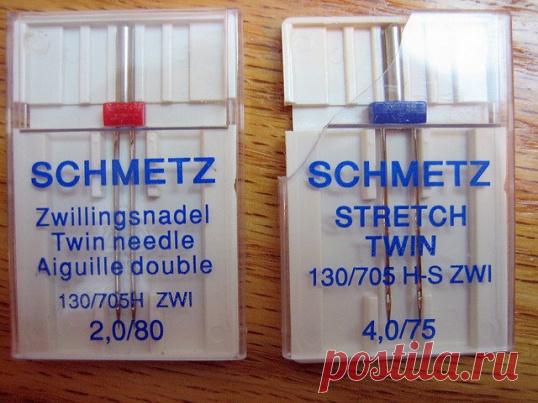 SCHMETZ
Zwillingsnadel
Twin needle
Aiguille double
130/705H ZWI
2,0/80
SCHMETZ
STRETCH
TWIN
130/705 H-S ZWI
4,0/75
postila.ru